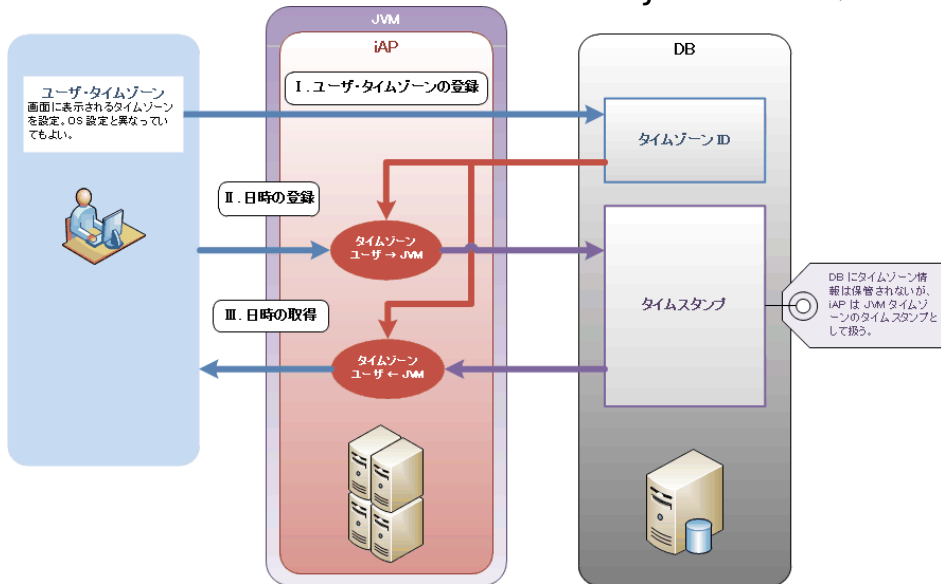 JVM
iAP
DB
ユーザ・タイムゾーン
画面に表示されるタイムゾーン
を設定。OS 設定と異なってい
てもよい。
Ⅰ. ユーザ・タイムゾーンの登録
タイムゾーン ID
Ⅱ. 日時の登録
タイムゾーン
ユーザ → JVM
タイムスタンプ
DB にタイムゾーン情
報は保管されないが、
iAP は JVM タイムゾ
ーンのタイムスタンプと
して扱う。
Ⅲ. 日時の取得
タイムゾーン
ユーザ ← JVM